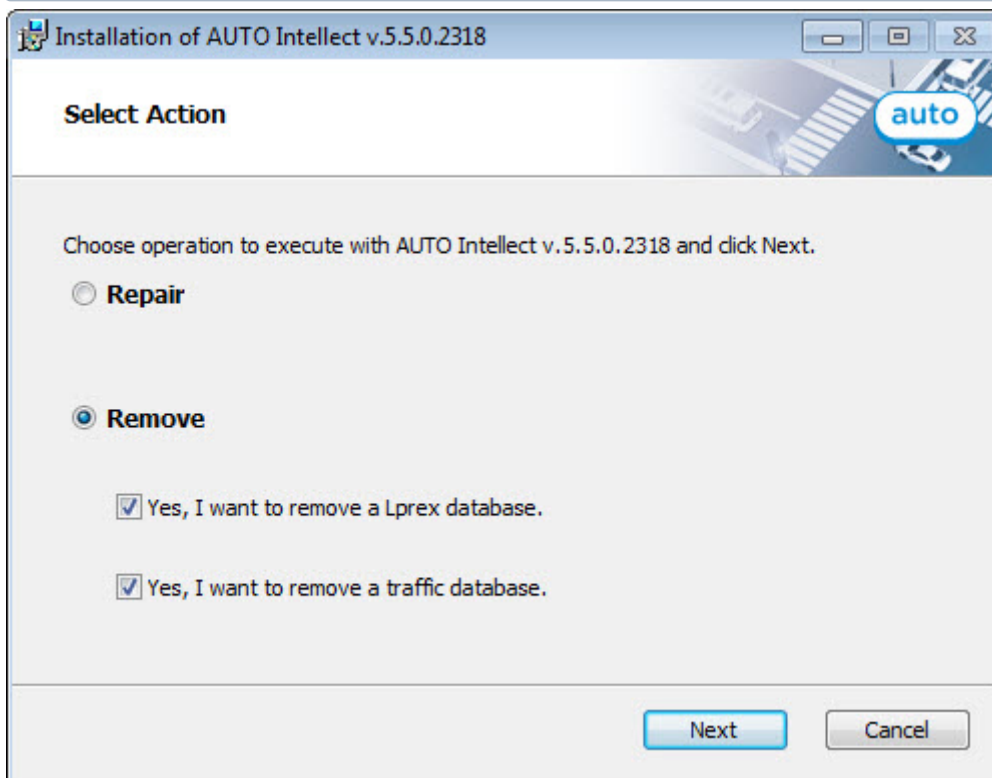 Installation of AUTO Intellect v.5.5.0.2318
Select Action
auto
Choose operation to execute with AUTO Intellect v.5.5.0.2318 and click Next.
Repair
Remove
Yes, I want to remove a Lprex database.
Yes, I want to remove a traffic database.
Next
Cancel